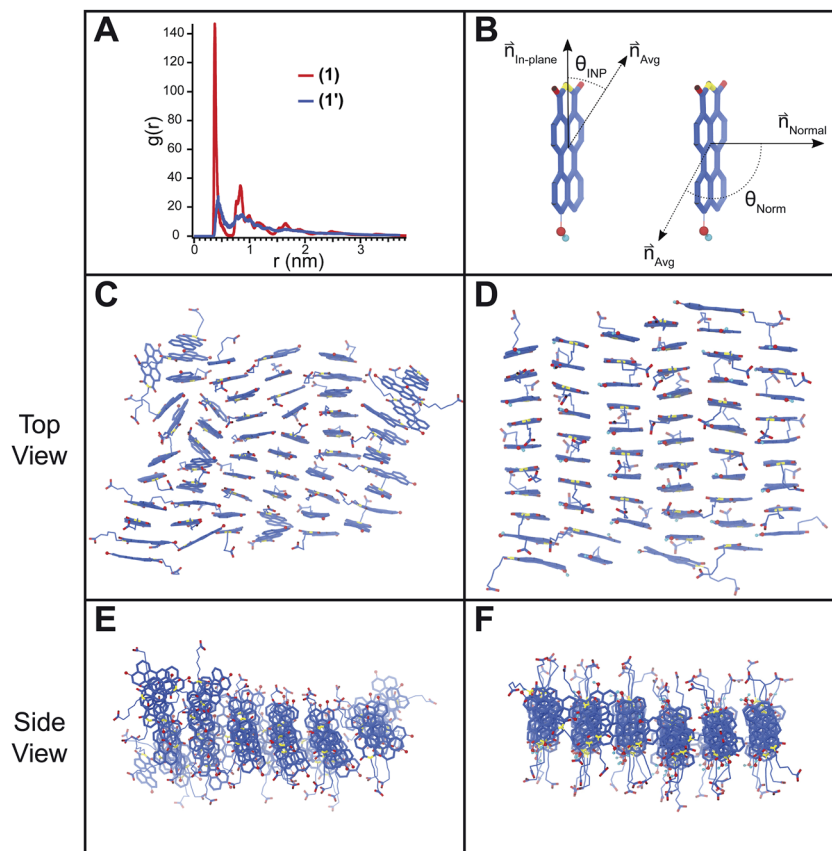 A
140
120
100
80
60
40
20
0
g(r)
(1)
(1')
0 1 2 3
r (nm)
B
n⃗In-plane
θINP
n⃗Avg
n⃗Normal
θNorm
n⃗Avg
C
D
Top
View
E
F
Side
View